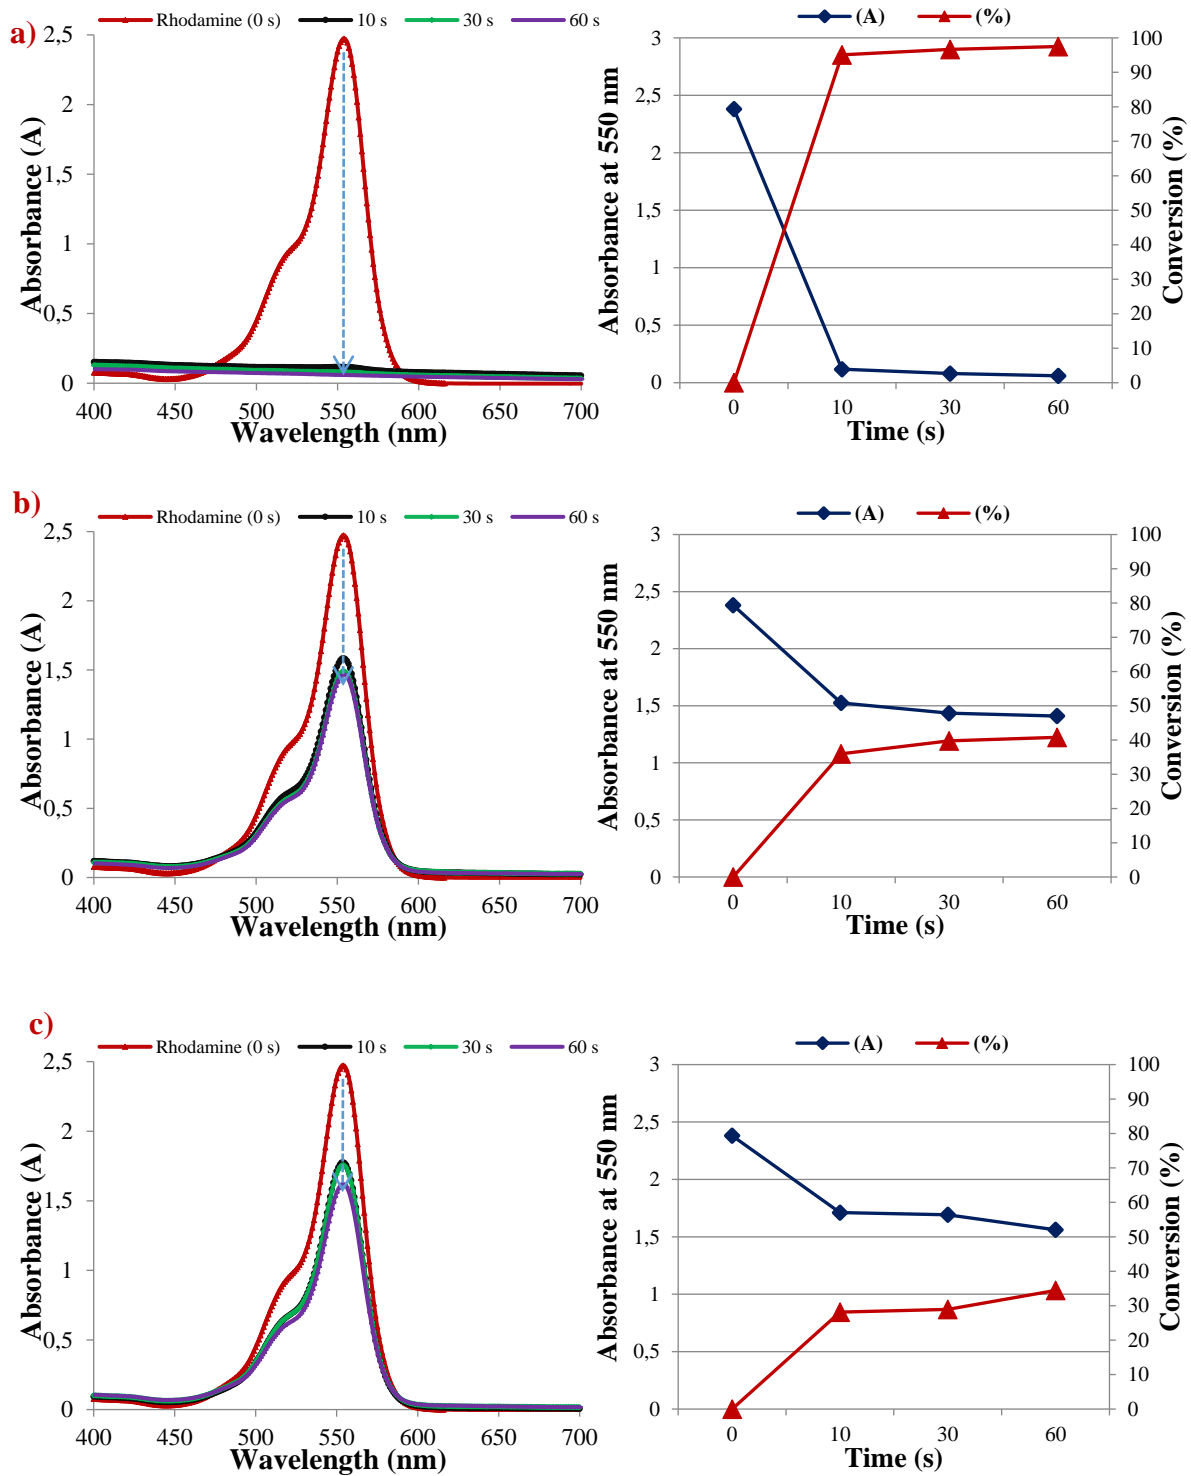 a)
Rhodamine (0 s) 10 s 30 s 60 s
Absorbance (A)
2,5
2
1,5
1
0,5
0
400 450 500 550 600 650 700
Wavelength (nm)
(A) (%)
Absorbance at 550 nm
3
2,5
2
1,5
1
0,5
0
100
90
80
70
60
50
40
30
20
10
0
Conversion (%)
0 10 30 60
Time (s)
b)
Rhodamine (0 s) 10 s 30 s 60 s
Absorbance (A)
2,5
2
1,5
1
0,5
0
400 450 500 550 600 650 700
Wavelength (nm)
(A) (%)
Absorbance at 550 nm
3
2,5
2
1,5
1
0,5
0
100
90
80
70
60
50
40
30
20
10
0
Conversion (%)
0 10 30 60
Time (s)
c)
Rhodamine (0 s) 10 s 30 s 60 s
Absorbance (A)
2,5
2
1,5
1
0,5
0
400 450 500 550 600 650 700
Wavelength (nm)
(A) (%)
Absorbance at 550 nm
3
2,5
2
1,5
1
0,5
0
100
90
80
70
60
50
40
30
20
10
0
Conversion (%)
0 10 30 60
Time (s)